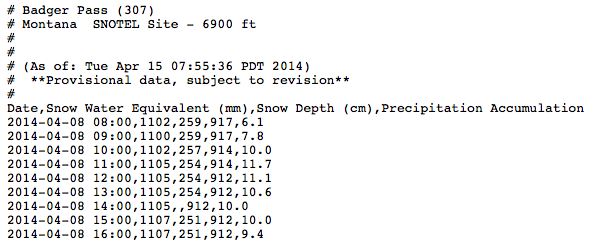 # Badger Pass (307)
# Montana  SNOTEL Site - 6900 ft
#
#
# (As of: Tue Apr 15 07:55:36 PDT 2014)
#  **Provisional data, subject to revision**
#
Date,Snow Water Equivalent (mm),Snow Depth (cm),Precipitation Accumulation
2014-04-08 08:00,1102,259,917,6.1
2014-04-08 09:00,1100,259,917,7.8
2014-04-08 10:00,1102,257,914,10.0
2014-04-08 11:00,1105,254,914,11.7
2014-04-08 12:00,1105,254,912,11.1
2014-04-08 13:00,1105,254,912,10.6
2014-04-08 14:00,1105,,912,10.0
2014-04-08 15:00,1107,251,912,10.0
2014-04-08 16:00,1107,251,912,9.4